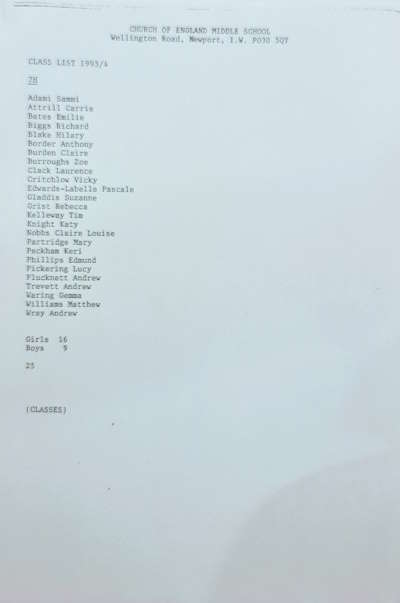 CHURCH OF ENGLAND MIDDLE SCHOOL
Wellington Road, Newport, I.W. PO30 5QT
CLASS LIST 1993/4
7H
Adami Sammi
Attrill Carrie
Bates Emilie
Biggs Richard
Blake Hilary
Border Anthony
Burden Claire
Burroughs Zoe
Clack Laurence
Critchlow Vicky
Edwards-Labelle Pascale
Gladdis Suzanne
Grist Rebecca
Kelleway Tim
Knight Katy
Nobbs Claire Louise
Partridge Mary
Peckham Keri
Phillips Edmund
Pickering Lucy
Plucknett Andrew
Trevett Andrew
Waring Gemma
Williams Matthew
Wray Andrew
Girls 16
Boys 9
25
(CLASSES)